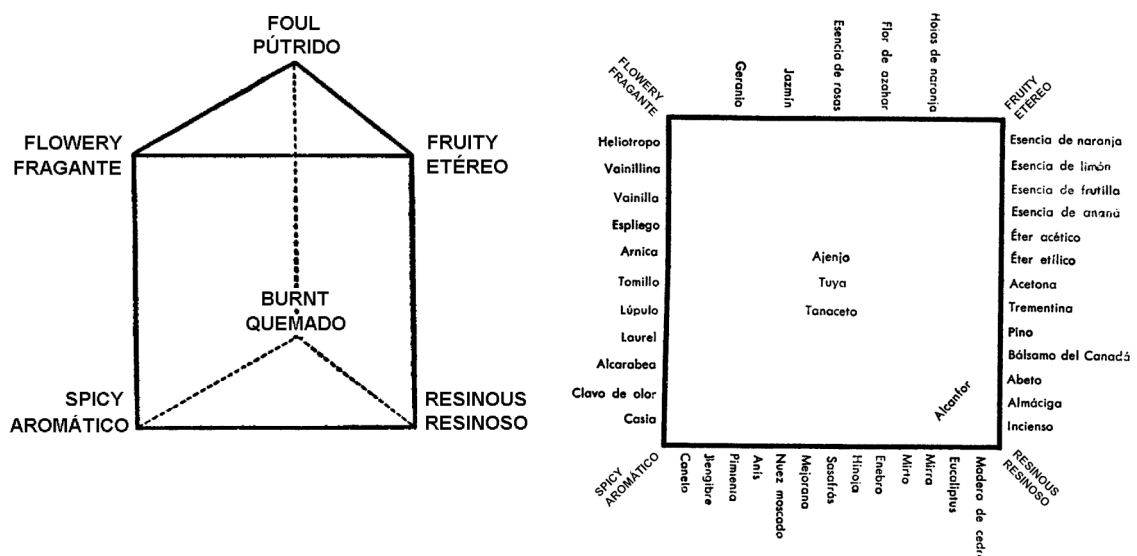 FOUL
PÚTRIDO
FLOWERY
FRAGANTE
FRUITY
ETÉREO
BURNT
QUEMADO
SPICY
AROMÁTICO
RESINOUS
RESINOSO
FLOWERY
FRAGANTE
Geranio
Jazmín
Esencia de rosas
Flor de azahar
Hojas de naranja
FRUITY
ETÉREO
Heliotropo
Vainillina
Vainilla
Espliego
Arnica
Tomillo
Lúpulo
Laurel
Alcarabea
Clavo de olor
Casia
Ajenjo
Tuya
Tanaceto
Alcanfor
Esencia de naranja
Esencia de limón
Esencia de frutilla
Esencia de ananá
Éter acético
Éter etílico
Acetona
Trementina
Pino
Bálsamo del Canadá
Abeto
Almáciga
Incienso
SPICY
AROMÁTICO
Canelo
Jengibre
Pimienta
Anís
Nuez moscado
Mejorana
Sasafrás
Hinojo
Enebro
Mirto
Mirra
Eucaliptus
Madera de cedro
RESINOUS
RESINOSO